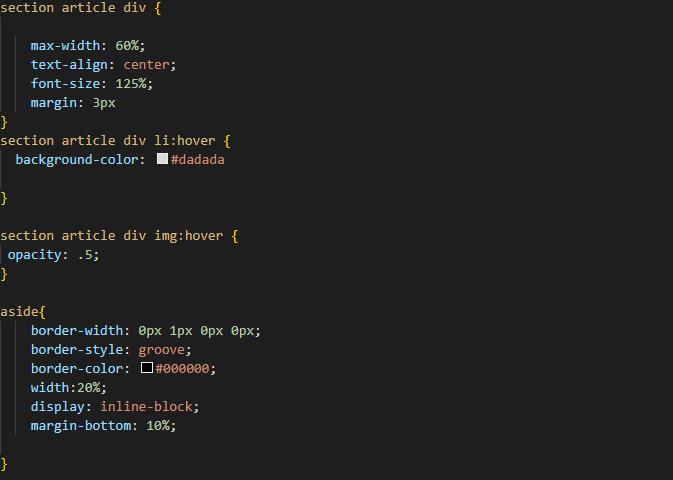 section article div {
max-width: 60%;
text-align: center;
font-size: 125%;
margin: 3px
}
section article div li:hover {
background-color: #dadada
}
section article div img:hover {
opacity: .5;
}
aside{
border-width: 0px 1px 0px 0px;
border-style: groove;
border-color: #000000;
width:20%;
display: inline-block;
margin-bottom: 10%;
}